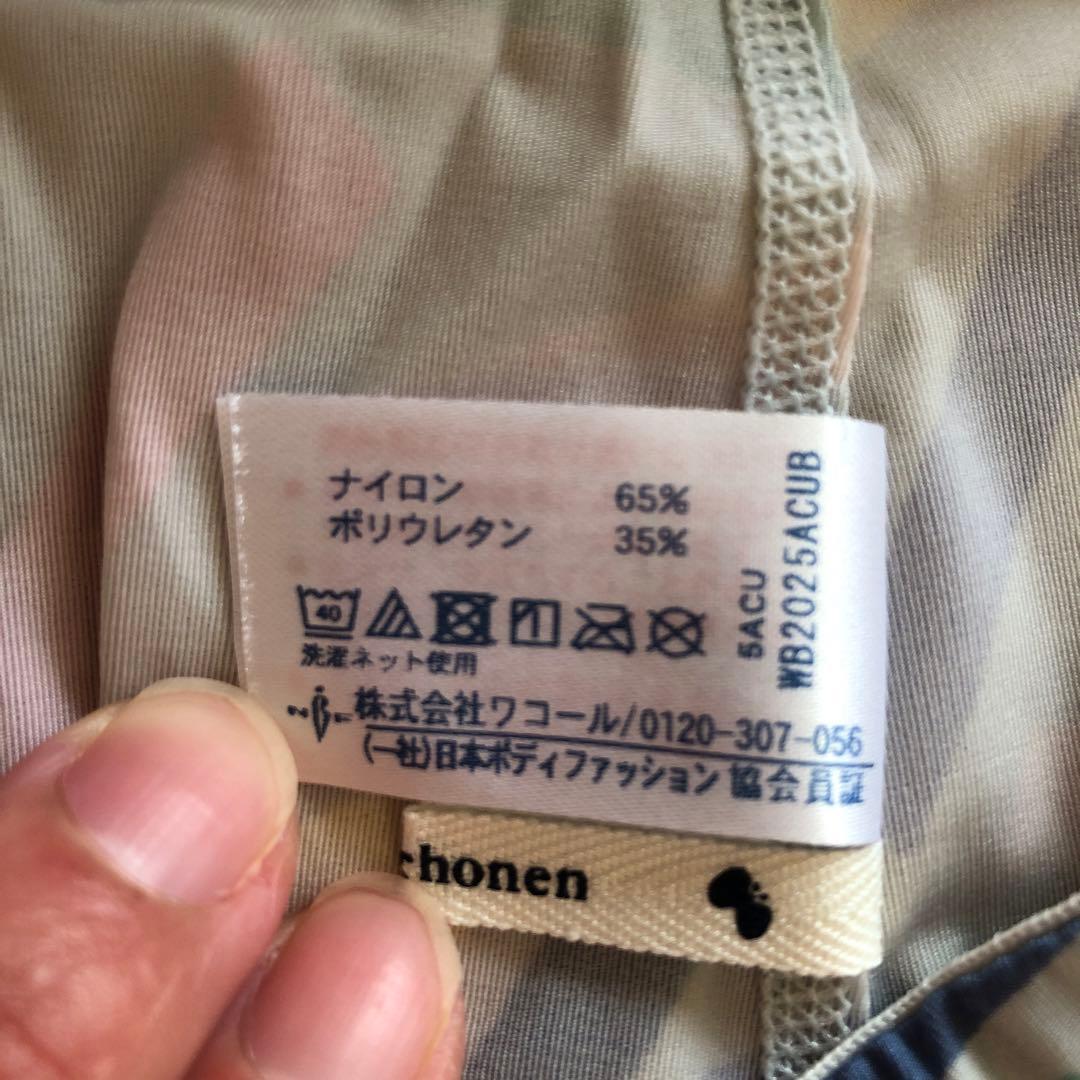 ナイロン 65%
ポリウレタン 35%
40
洗濯ネット使用
株式会社ワコール/0120-307-056
(一社)日本ボディファッション協会員証
5ACU
WB2025ACUB
chonen